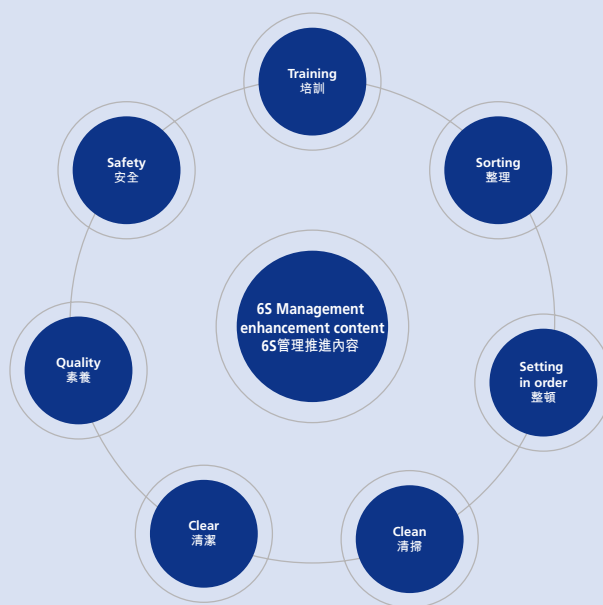 Training
培訓
Safety
安全
Sorting
整理
6S Management
enhancement content
6S管理推進內容
Quality
素養
Setting
in order
整頓
Clear
清潔
Clean
清掃